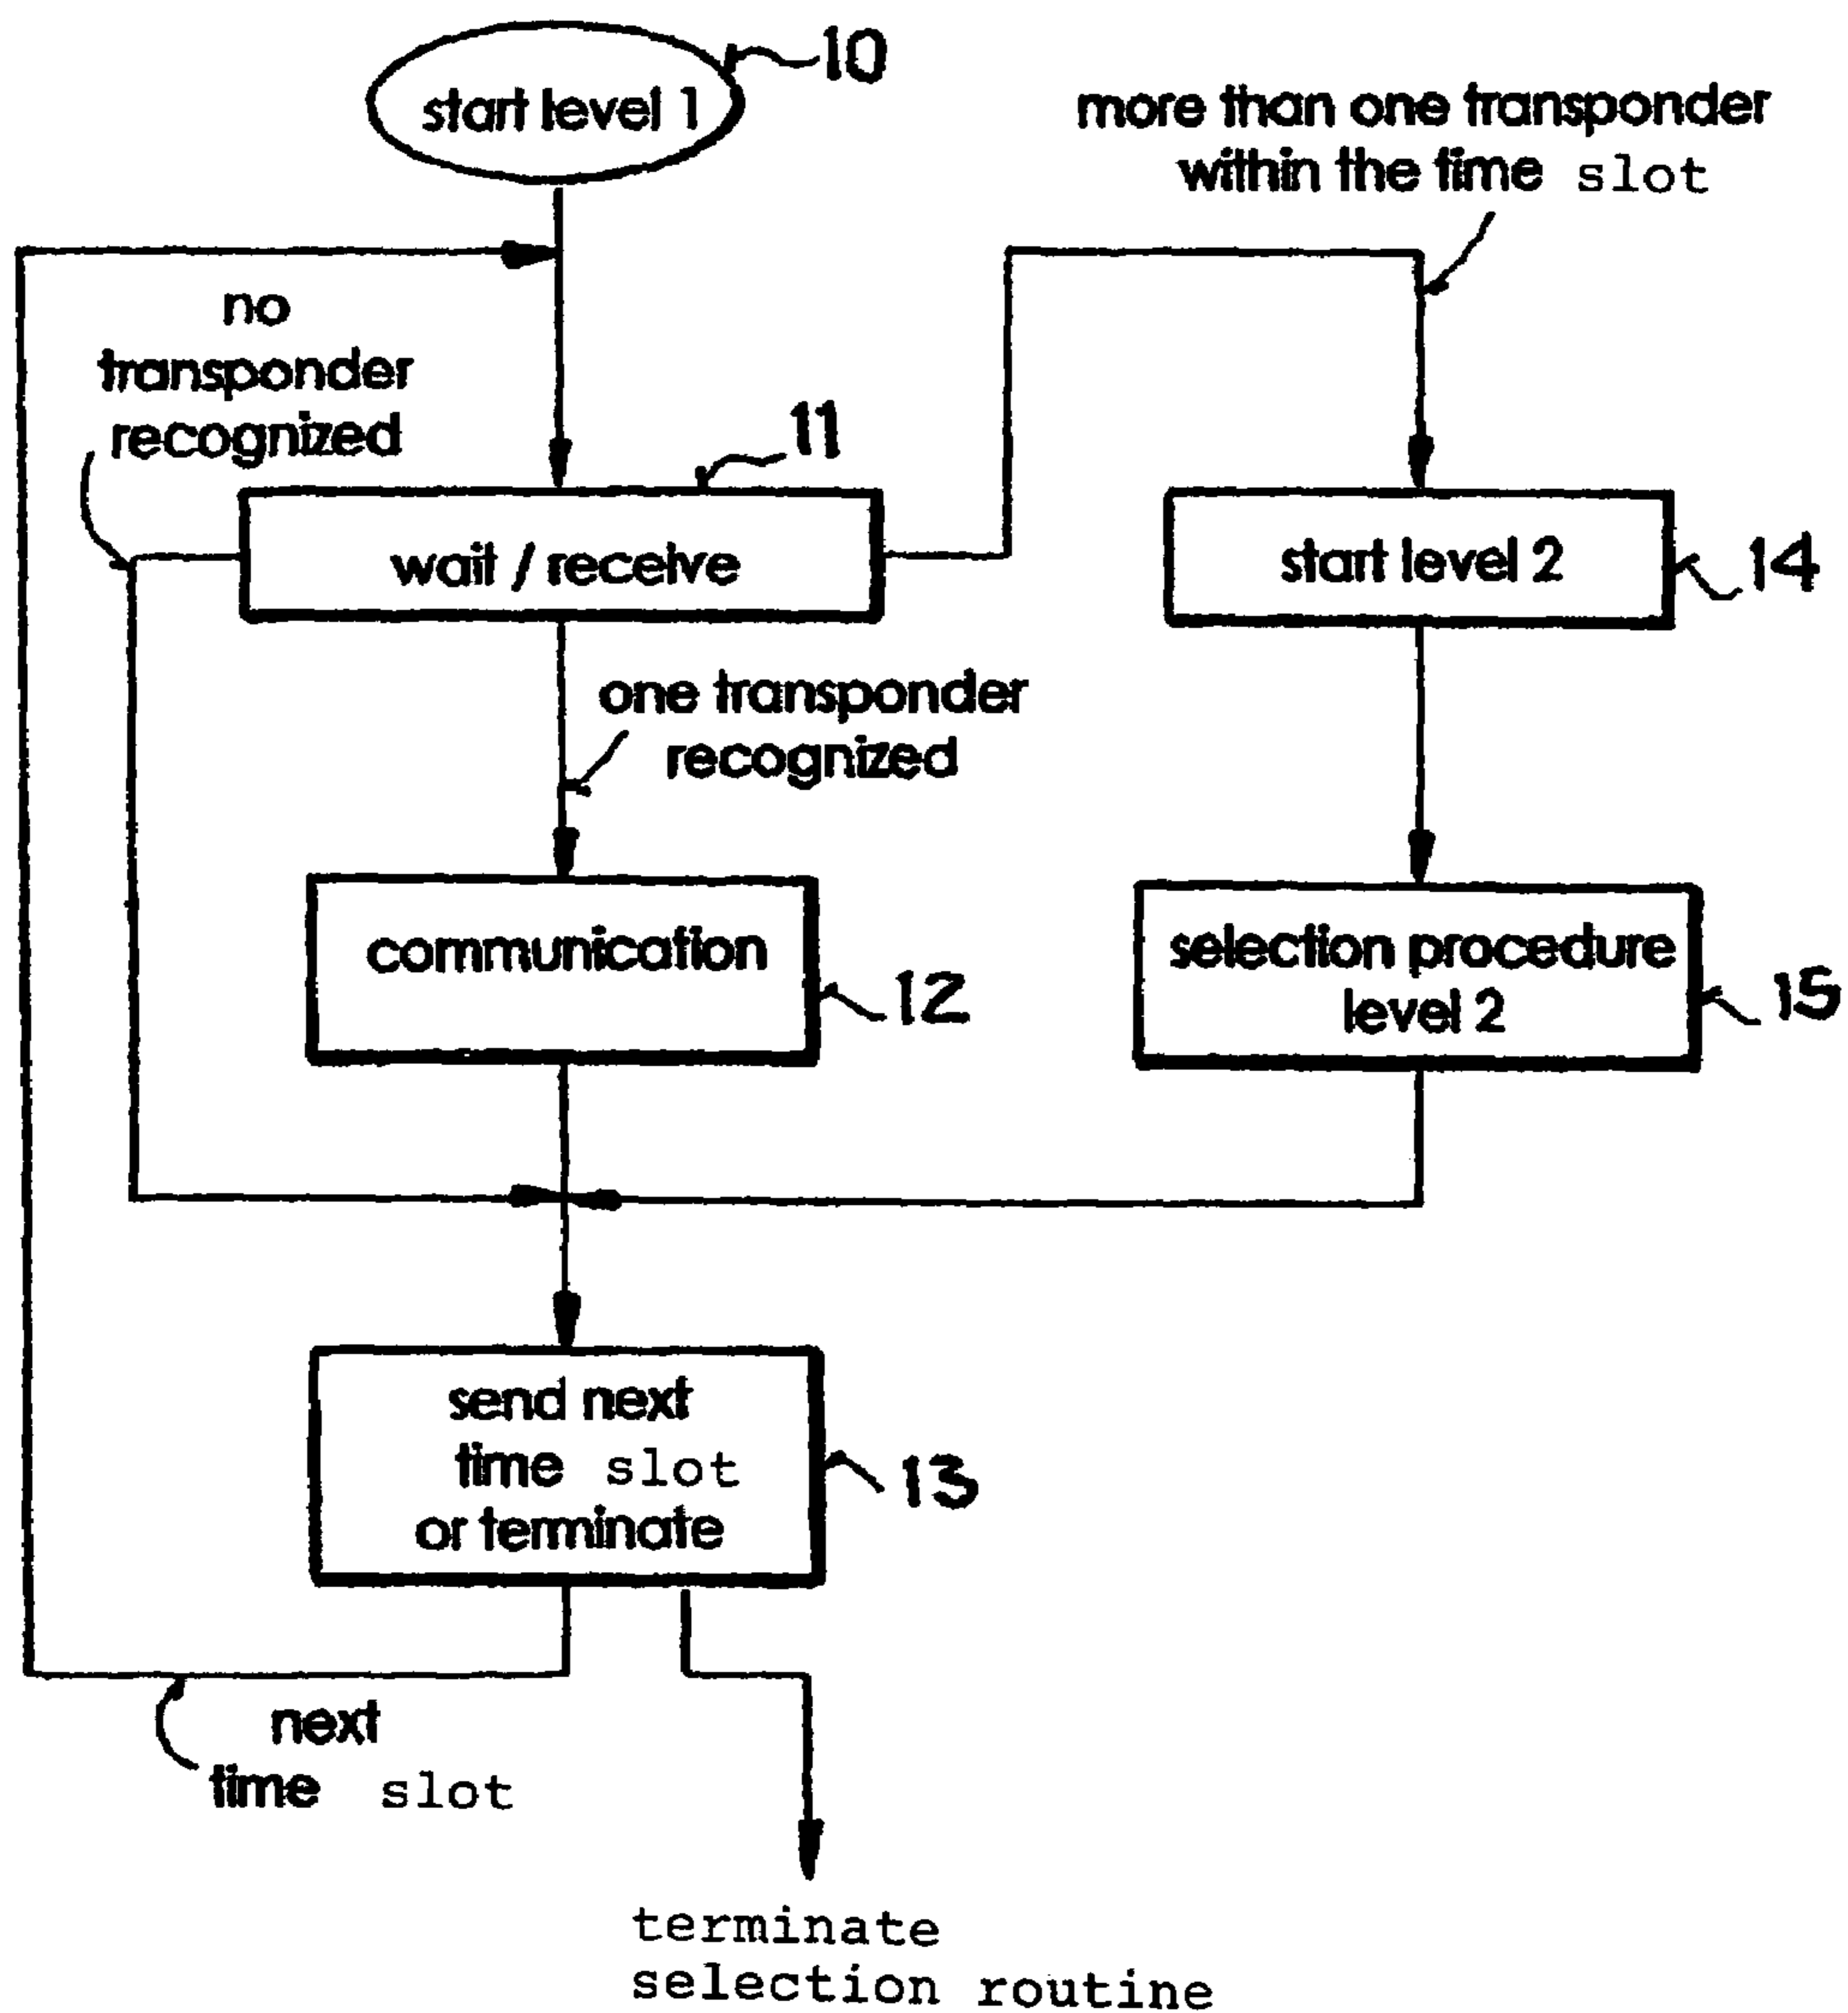 start level 1
10
more than one transponder
within the time slot
no
transponder
recognized
11
wait / receive
start level 2
14
one transponder
recognized
communication
12
selection procedure
level 2
15
send next
time slot
or terminate
13
next
time slot
terminate
selection routine